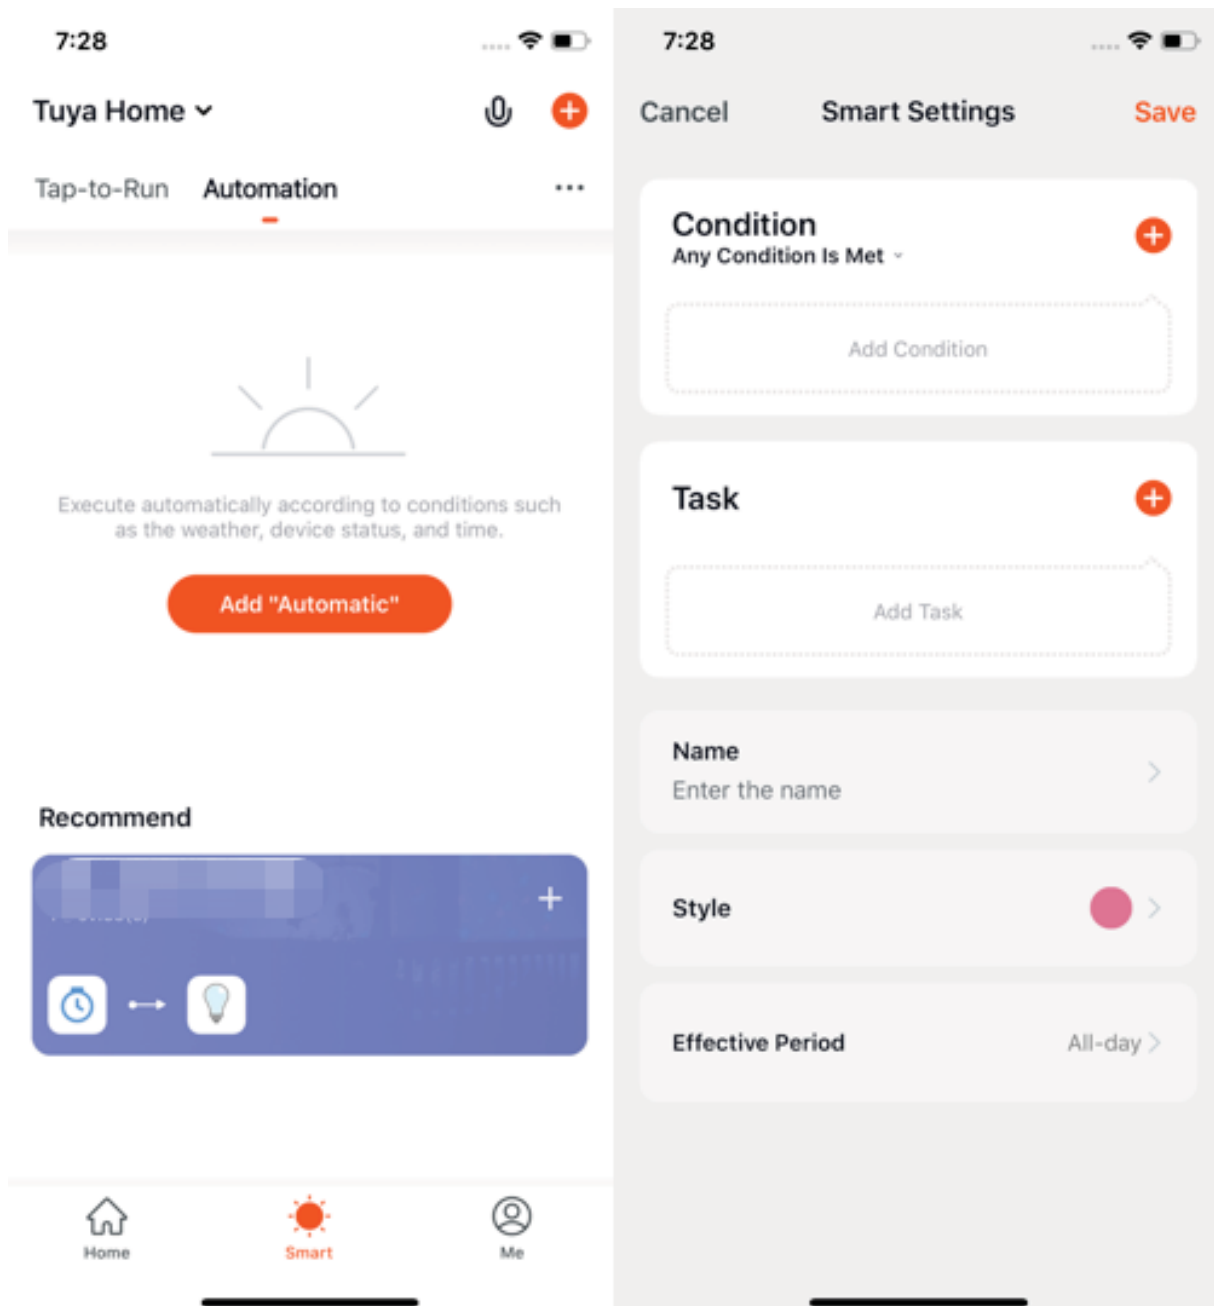 7:28
Tuya Home
Tap-to-Run Automation
Execute automatically according to conditions such
as the weather, device status, and time.
Add "Automatic"
Recommend
Home Smart Me
7:28
Cancel Smart Settings Save
Condition
Any Condition Is Met
Add Condition
Task
Add Task
Name
Enter the name
Style
Effective Period All-day